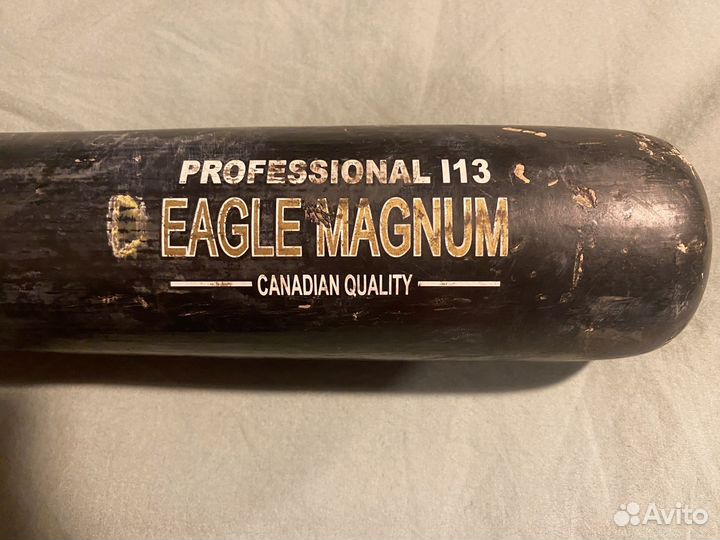 PROFESSIONAL I13
EAGLE MAGNUM
CANADIAN QUALITY
Avito